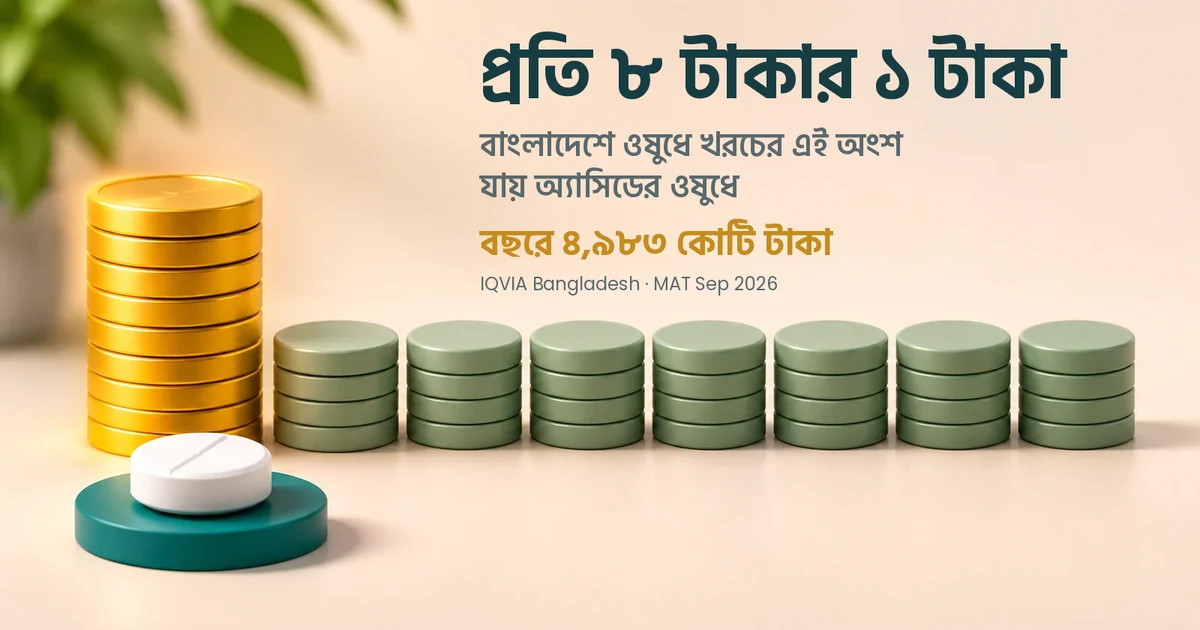 প্রতি ৮ টাকার ১ টাকা
বাংলাদেশে ওষুধে খরচের এই অংশ
যায় অ্যাসিডের ওষুধে
বছরে ৪,৯৮৩ কোটি টাকা
IQVIA Bangladesh · MAT Sep 2026